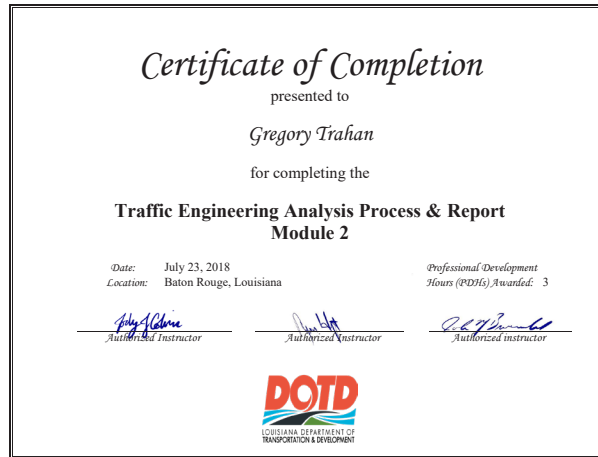 Certificate of Completion
presented to
Gregory Trahan
for completing the
Traffic Engineering Analysis Process & Report
Module 2
Date: July 23, 2018
Location: Baton Rouge, Louisiana
Professional Development
Hours (PDHs) Awarded: 3
Authorized Instructor
Authorized Instructor
Authorized instructor
DOTD
LOUISIANA DEPARTMENT OF
TRANSPORTATION & DEVELOPMENT